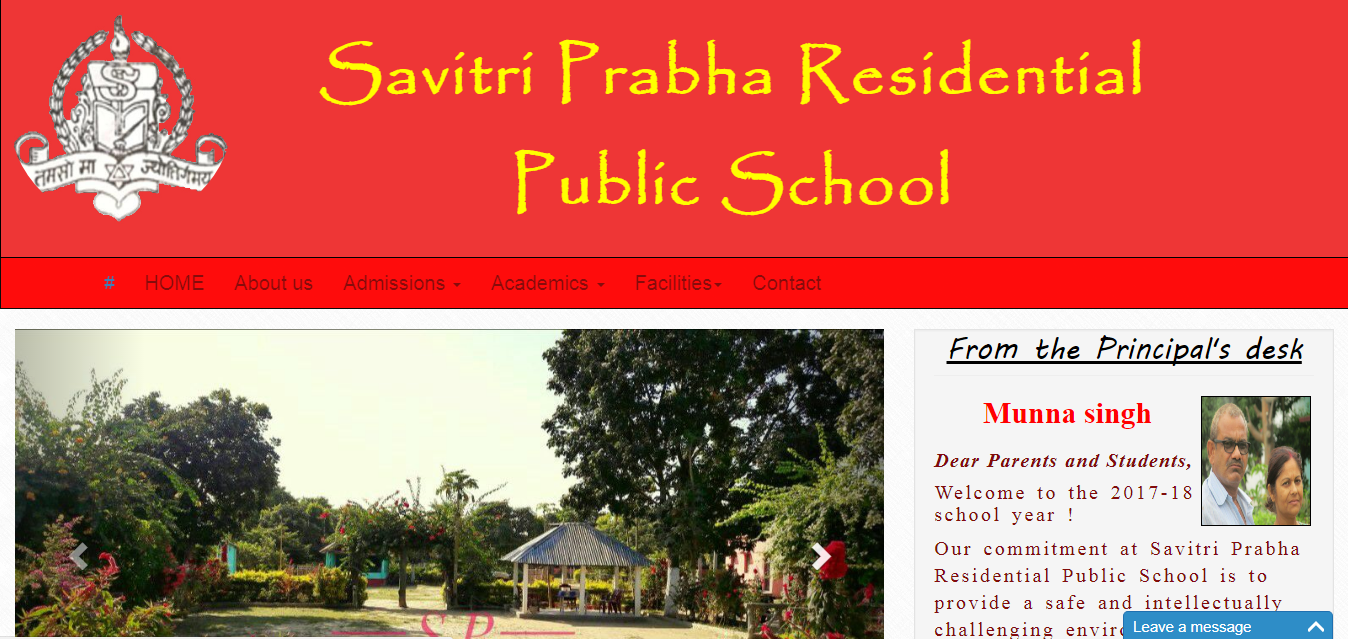 तमसो मा ज्योतिर्गमय
Savitri Prabha Residential
Public School
# HOME About us Admissions Academics Facilities Contact
From the Principal's desk
Munna singh
Dear Parents and Students,
Welcome to the 2017-18
school year !
Our commitment at Savitri Prabha
Residential Public School is to
provide a safe and intellectually
challenging
Leave a message
S P